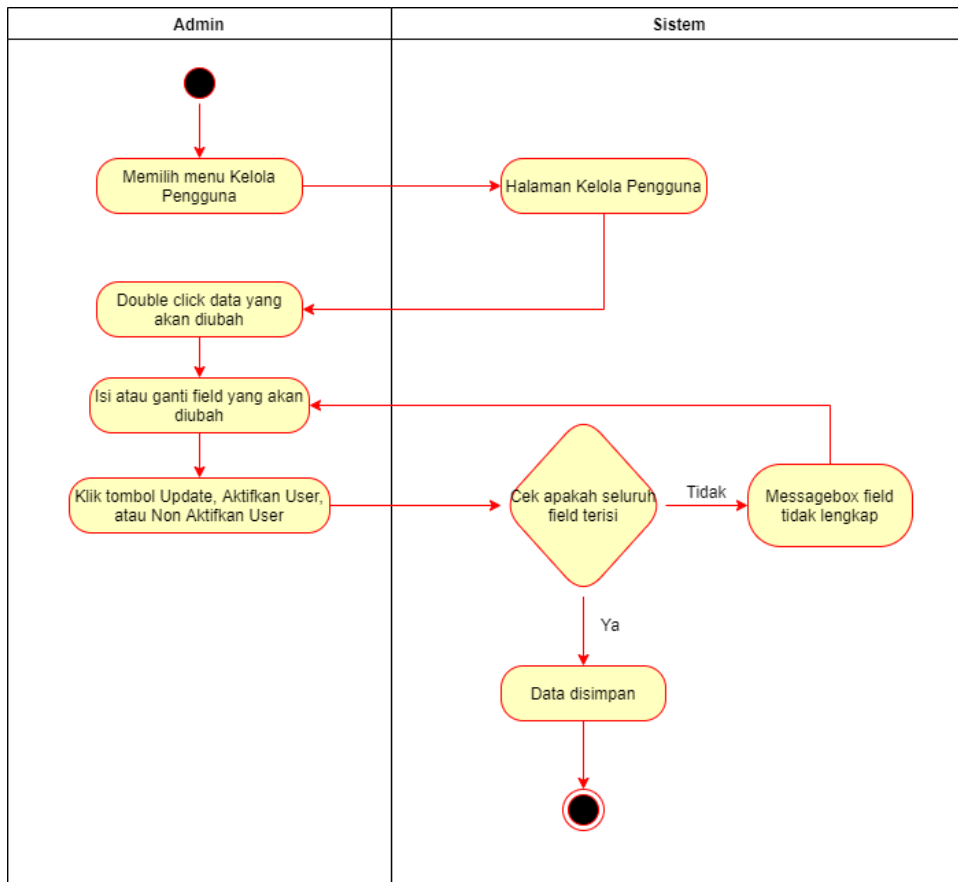 Admin
Sistem
Memilih menu Kelola
Pengguna
Halaman Kelola Pengguna
Double click data yang
akan diubah
Isi atau ganti field yang akan
diubah
Klik tombol Update, Aktifkan User,
atau Non Aktifkan User
Cek apakah seluruh
field terisi
Tidak
Messagebox field
tidak lengkap
Ya
Data disimpan